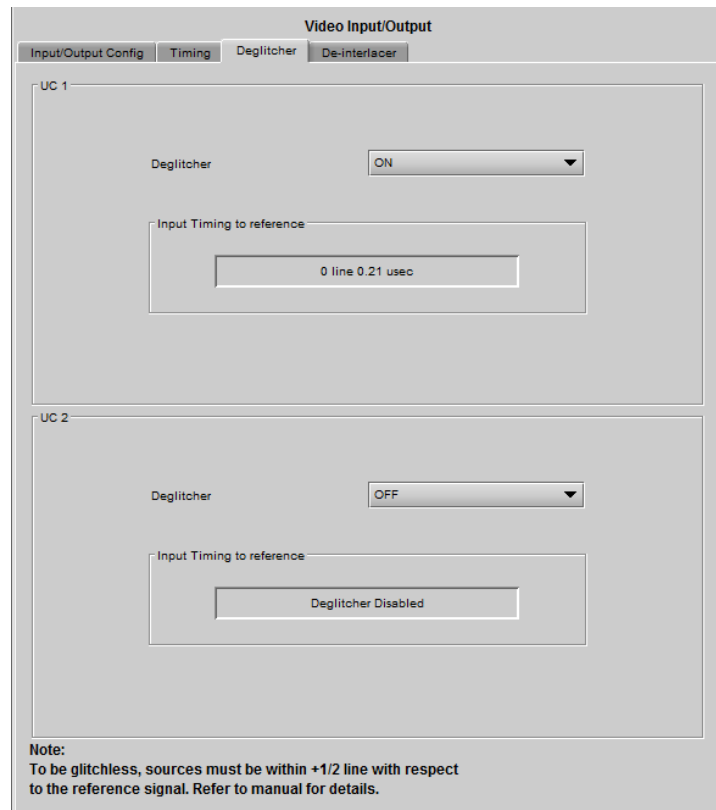 Video Input/Output
Input/Output Config Timing Deglitcher De-interlacer
UC 1
Deglitcher ON
Input Timing to reference
0 line 0.21 usec
UC 2
Deglitcher OFF
Input Timing to reference
Deglitcher Disabled
Note:
To be glitchless, sources must be within +1/2 line with respect
to the reference signal. Refer to manual for details.